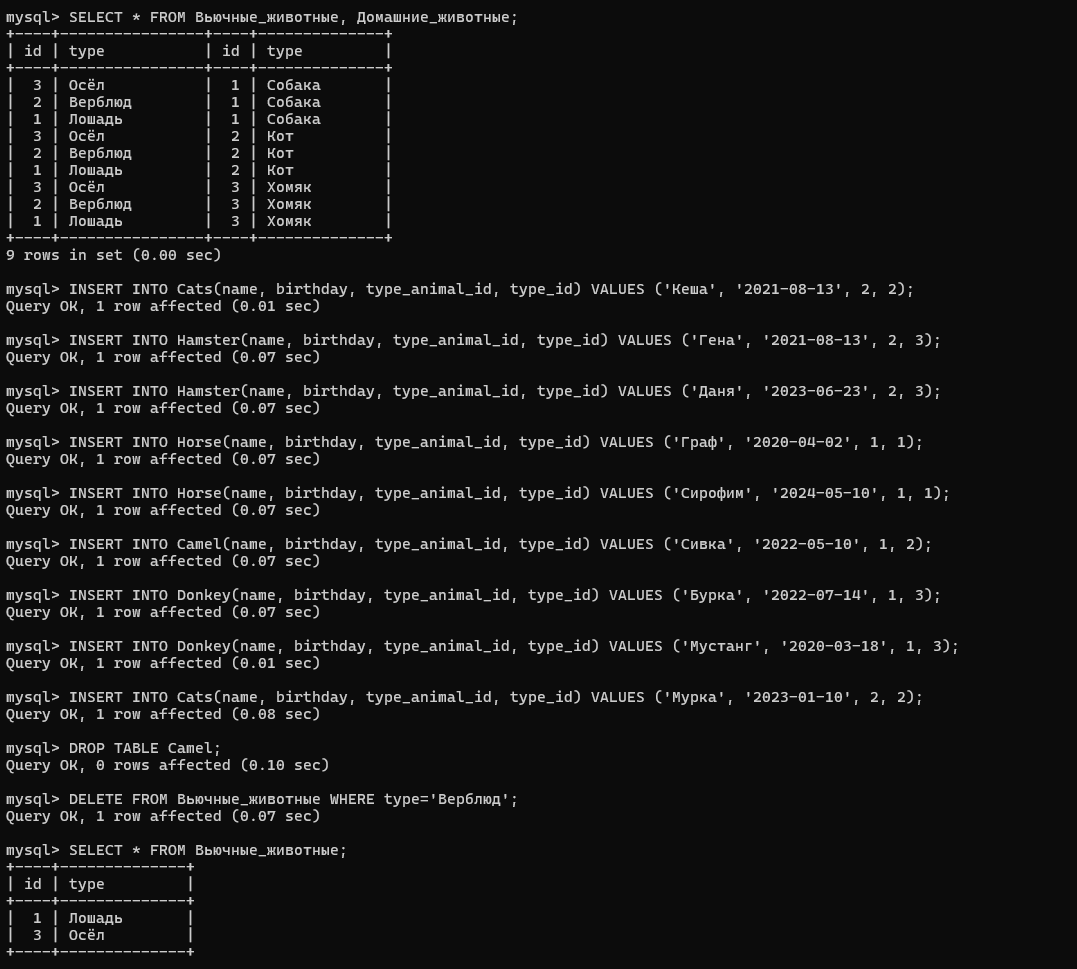 mysql> SELECT * FROM Вьючные_животные, Домашние_животные;
+----+----------------+----+--------------+
| id | type           | id | type         |
+----+----------------+----+--------------+
|  3 | Осёл           |  1 | Собака       |
|  2 | Верблюд        |  1 | Собака       |
|  1 | Лошадь         |  1 | Собака       |
|  3 | Осёл           |  2 | Кот          |
|  2 | Верблюд        |  2 | Кот          |
|  1 | Лошадь         |  2 | Кот          |
|  3 | Осёл           |  3 | Хомяк        |
|  2 | Верблюд        |  3 | Хомяк        |
|  1 | Лошадь         |  3 | Хомяк        |
+----+----------------+----+--------------+
9 rows in set (0.00 sec)
mysql> INSERT INTO Cats(name, birthday, type_animal_id, type_id) VALUES ('Кеша', '2021-08-13', 2, 2);
Query OK, 1 row affected (0.01 sec)
mysql> INSERT INTO Hamster(name, birthday, type_animal_id, type_id) VALUES ('Гена', '2021-08-13', 2, 3);
Query OK, 1 row affected (0.07 sec)
mysql> INSERT INTO Hamster(name, birthday, type_animal_id, type_id) VALUES ('Даня', '2023-06-23', 2, 3);
Query OK, 1 row affected (0.07 sec)
mysql> INSERT INTO Horse(name, birthday, type_animal_id, type_id) VALUES ('Граф', '2020-04-02', 1, 1);
Query OK, 1 row affected (0.07 sec)
mysql> INSERT INTO Horse(name, birthday, type_animal_id, type_id) VALUES ('Сирофим', '2024-05-10', 1, 1);
Query OK, 1 row affected (0.07 sec)
mysql> INSERT INTO Camel(name, birthday, type_animal_id, type_id) VALUES ('Сивка', '2022-05-10', 1, 2);
Query OK, 1 row affected (0.07 sec)
mysql> INSERT INTO Donkey(name, birthday, type_animal_id, type_id) VALUES ('Бурка', '2022-07-14', 1, 3);
Query OK, 1 row affected (0.07 sec)
mysql> INSERT INTO Donkey(name, birthday, type_animal_id, type_id) VALUES ('Мустанг', '2020-03-18', 1, 3);
Query OK, 1 row affected (0.01 sec)
mysql> INSERT INTO Cats(name, birthday, type_animal_id, type_id) VALUES ('Мурка', '2023-01-10', 2, 2);
Query OK, 1 row affected (0.08 sec)
mysql> DROP TABLE Camel;
Query OK, 0 rows affected (0.10 sec)
mysql> DELETE FROM Вьючные_животные WHERE type='Верблюд';
Query OK, 1 row affected (0.07 sec)
mysql> SELECT * FROM Вьючные_животные;
+----+--------------+
| id | type         |
+----+--------------+
|  1 | Лошадь       |
|  3 | Осёл         |
+----+--------------+